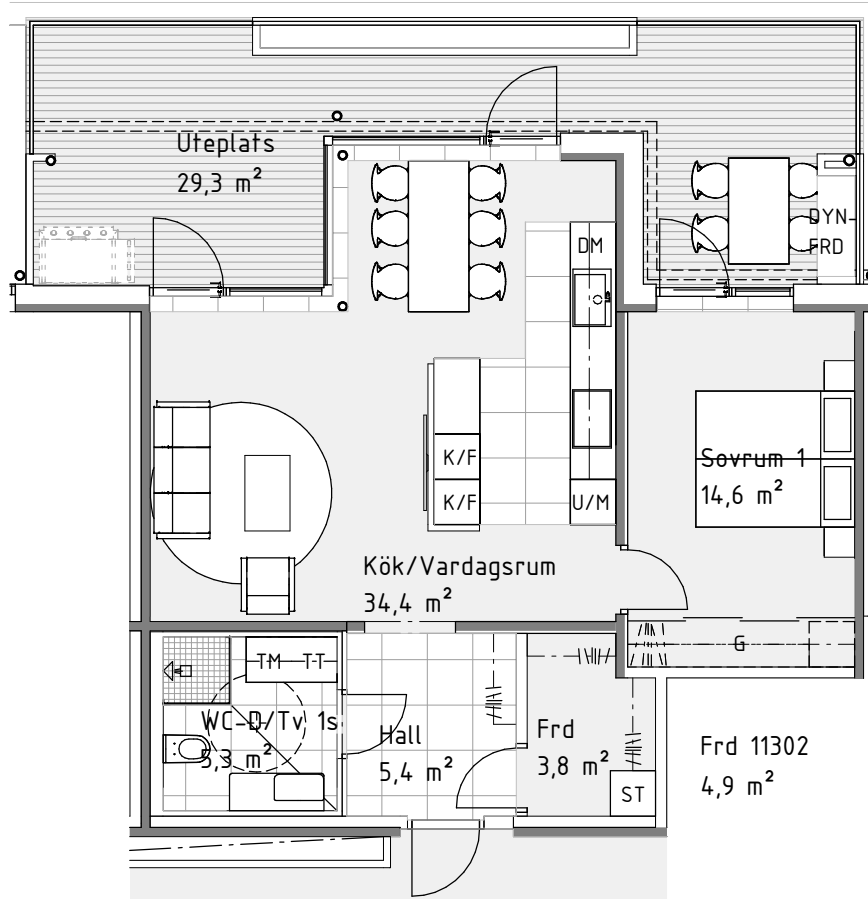 Uteplats
29,3 m²
DYN-
FRD
DM
K/F
K/F
U/M
Sovrum 1
14,6 m²
Kök/Vardagsrum
34,4 m²
G
TM TT
WC-D/Tv 1s
5,3 m²
Hall
5,4 m²
Frd
3,8 m²
ST
Frd 11302
4,9 m²